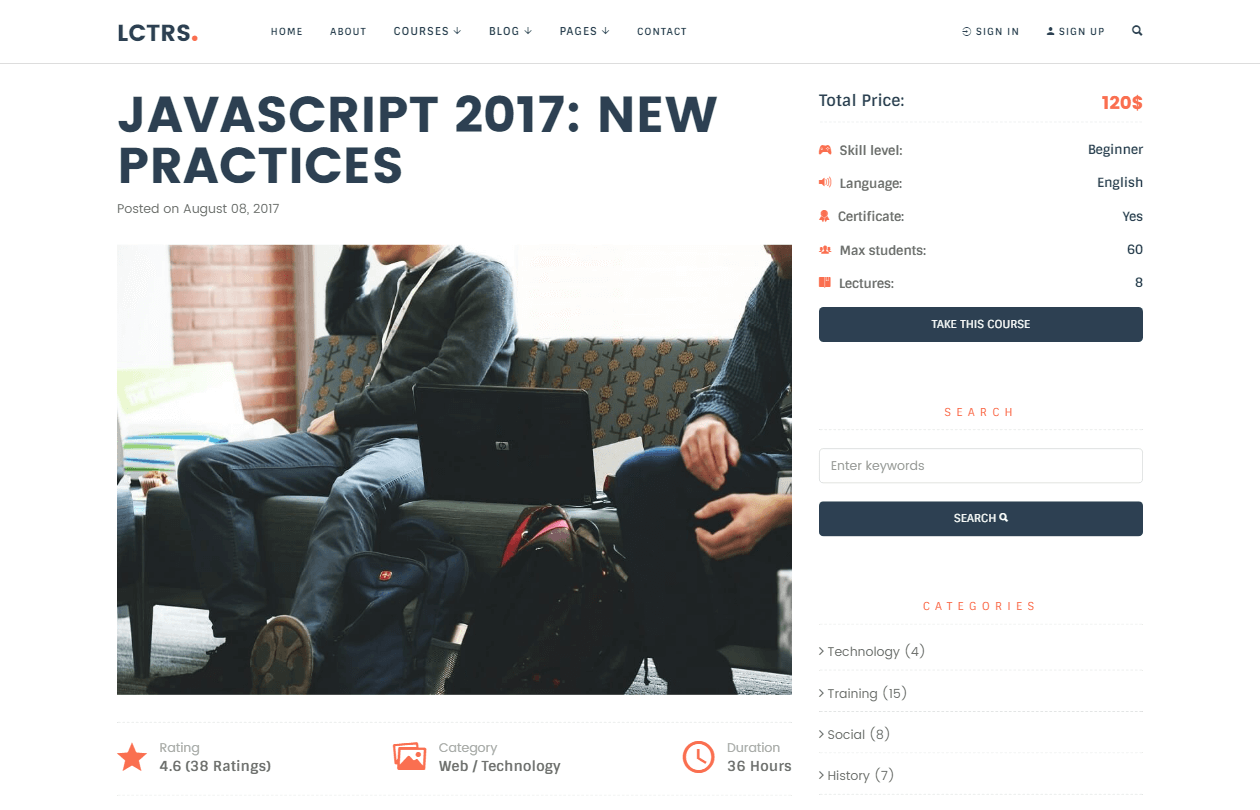 LCTRS.
HOME
ABOUT
COURSES
BLOG
PAGES
CONTACT
SIGN IN
SIGN UP
JAVASCRIPT 2017: NEW
PRACTICES
Posted on August 08, 2017
hp
Rating
4.6 (38 Ratings)
Category
Web / Technology
Duration
36 Hours
Total Price: 120$
Skill level: Beginner
Language: English
Certificate: Yes
Max students: 60
Lectures: 8
TAKE THIS COURSE
SEARCH
Enter keywords
SEARCH
CATEGORIES
Technology (4)
Training (15)
Social (8)
History (7)